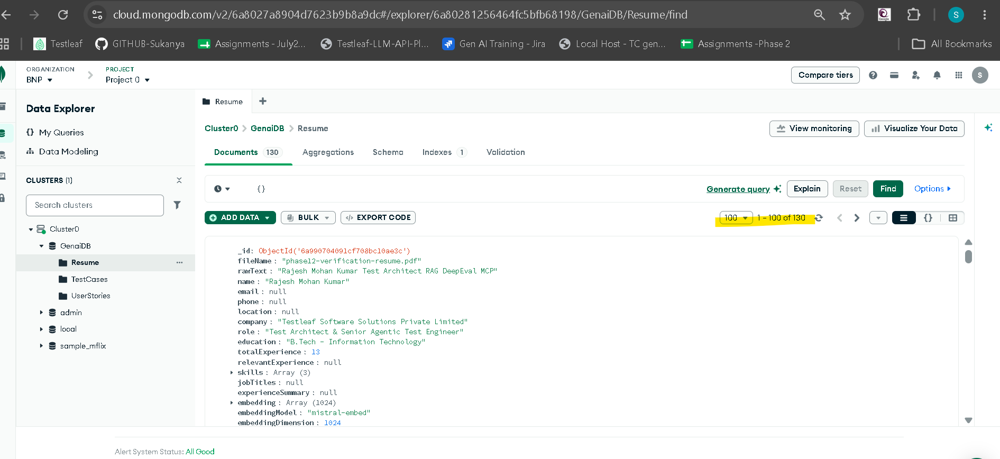 cloud.mongodb.com/v2/6a8027a8904d7623b9b8a9dc#/explorer/6a80281256464fc5bfb68198/GenaiDB/Resume/find
S
Testleaf
GITHUB-Sukanya
Assignments - July2...
Testleaf-LLM-API-Pl...
Gen AI Training - Jira
Local Host - TC gen...
Assignments -Phase 2
All Bookmarks
ORGANIZATION
BNP
PROJECT
Project 0
Compare tiers
S
Data Explorer
My Queries
Data Modeling
CLUSTERS (1)
Search clusters
Cluster0
GenaiDB
Resume
TestCases
UserStories
admin
local
sample_mflix
Resume
Cluster0 > GenaiDB > Resume
View monitoring
Visualize Your Data
Documents 130
Aggregations
Schema
Indexes 1
Validation
{}
Generate query
Explain
Reset
Find
Options
ADD DATA
BULK
EXPORT CODE
100
1 – 100 of 130
_id: ObjectId('6a990704091cf708bc10ae3c')
fileName : "phase12-verification-resume.pdf"
rawText : "Rajesh Mohan Kumar Test Architect RAG DeepEval MCP"
name : "Rajesh Mohan Kumar"
email : null
phone : null
location : null
company : "Testleaf Software Solutions Private Limited"
role : "Test Architect & Senior Agentic Test Engineer"
education : "B.Tech - Information Technology"
totalExperience : 13
relevantExperience : null
skills : Array (3)
jobTitles : null
experienceSummary : null
embedding : Array (1024)
embeddingModel : "mistral-embed"
embeddingDimension : 1024
Alert System Status: All Good